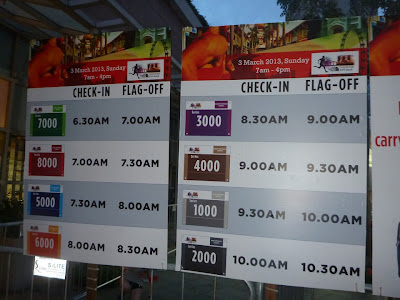 3 March 2013, Sunday
7am - 4pm
CHECK-IN FLAG-OFF
7000 6.30AM 7.00AM
8000 7.00AM 7.30AM
5000 7.30AM 8.00AM
6000 8.00AM 8.30AM
3 March 2013, Sunday
7am - 4pm
CHECK-IN FLAG-OFF
3000 8.30AM 9.00AM
4000 9.00AM 9.30AM
1000 9.30AM 10.00AM
2000 10.00AM 10.30AM
carry
S-LITE